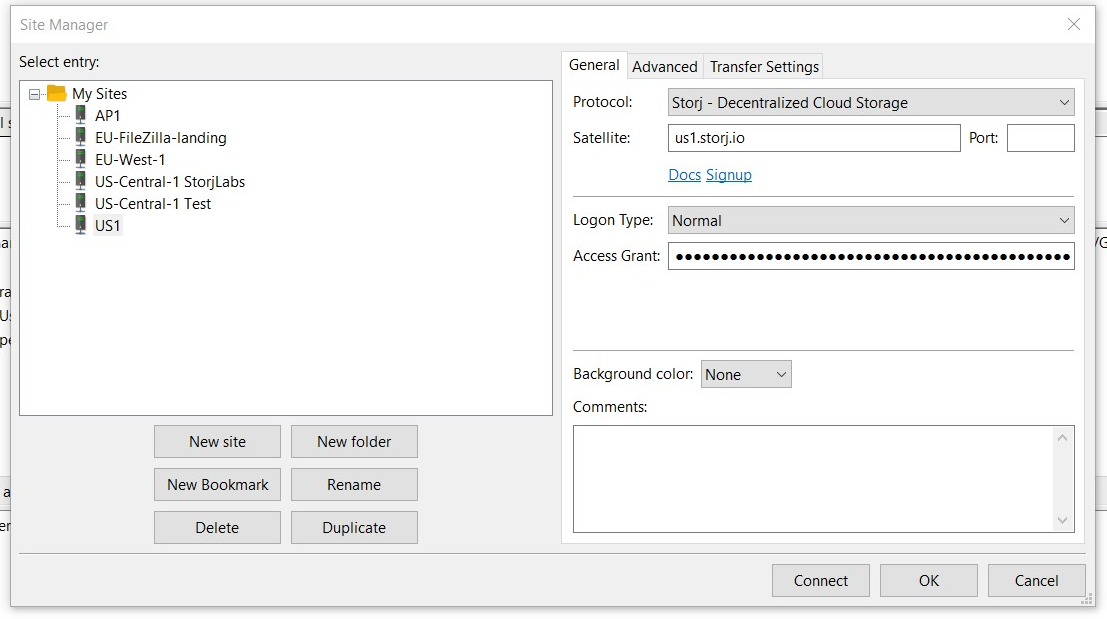 Site Manager
Select entry:
My Sites
AP1
EU-FileZilla-landing
EU-West-1
US-Central-1 StorjLabs
US-Central-1 Test
US1
New site
New folder
New Bookmark
Rename
Delete
Duplicate
General
Advanced
Transfer Settings
Protocol:
Storj - Decentralized Cloud Storage
Satellite:
us1.storj.io
Port:
Docs Signup
Logon Type:
Normal
Access Grant:
●●●●●●●●●●●●●●●●●●●●●●●●●●●●●●●●●●●●●●●●●●●●
Background color:
None
Comments:
Connect
OK
Cancel